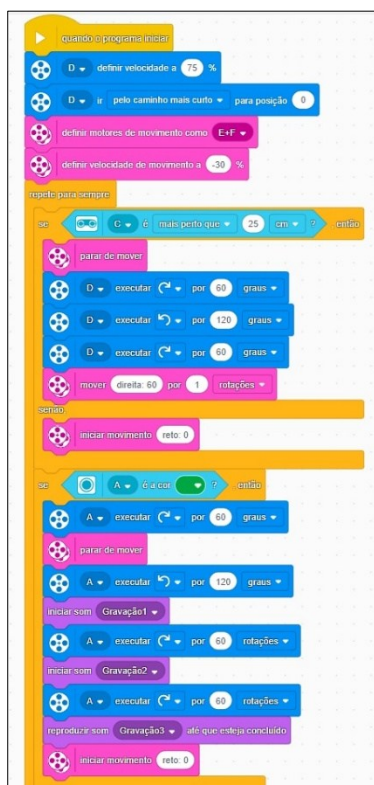 quando o programa iniciar
D definir velocidade a 75 %
D ir pelo caminho mais curto para posição 0
definir motores de movimento como E+F
definir velocidade de movimento a -30 %
repete para sempre
se C é mais perto que 25 cm ? então
parar de mover
D executar por 60 graus
D executar por 120 graus
D executar por 60 graus
mover direita: 60 por 1 rotações
senão
iniciar movimento reto: 0
se A é a cor ? então
A executar por 60 graus
parar de mover
A executar por 120 graus
iniciar som Gravação1
A executar por 60 rotações
iniciar som Gravação2
A executar por 60 rotações
reproduzir som Gravação3 até que esteja concluído
iniciar movimento reto: 0